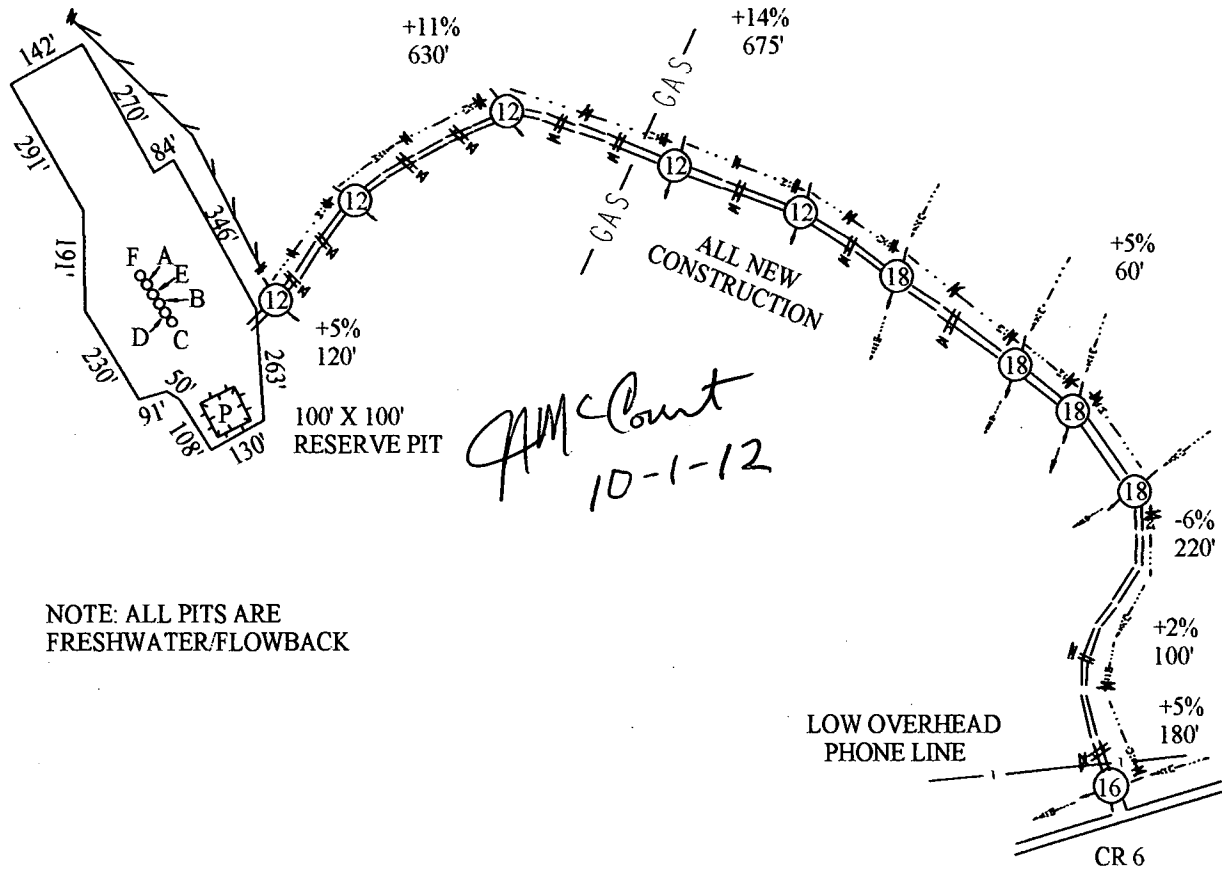 142'
270'
84'
346'
291'
191'
230'
91'
50'
108'
130'
263'
F
A
E
B
D
C
P
100' X 100'
RESERVE PIT
+5%
120'
+11%
630'
+14%
675'
GAS
GAS
12
12
12
12
12
18
18
18
18
16
ALL NEW
CONSTRUCTION
+5%
60'
-6%
220'
+2%
100'
+5%
180'
10-1-12
NOTE: ALL PITS ARE
FRESHWATER/FLOWBACK
LOW OVERHEAD
PHONE LINE
CR 6